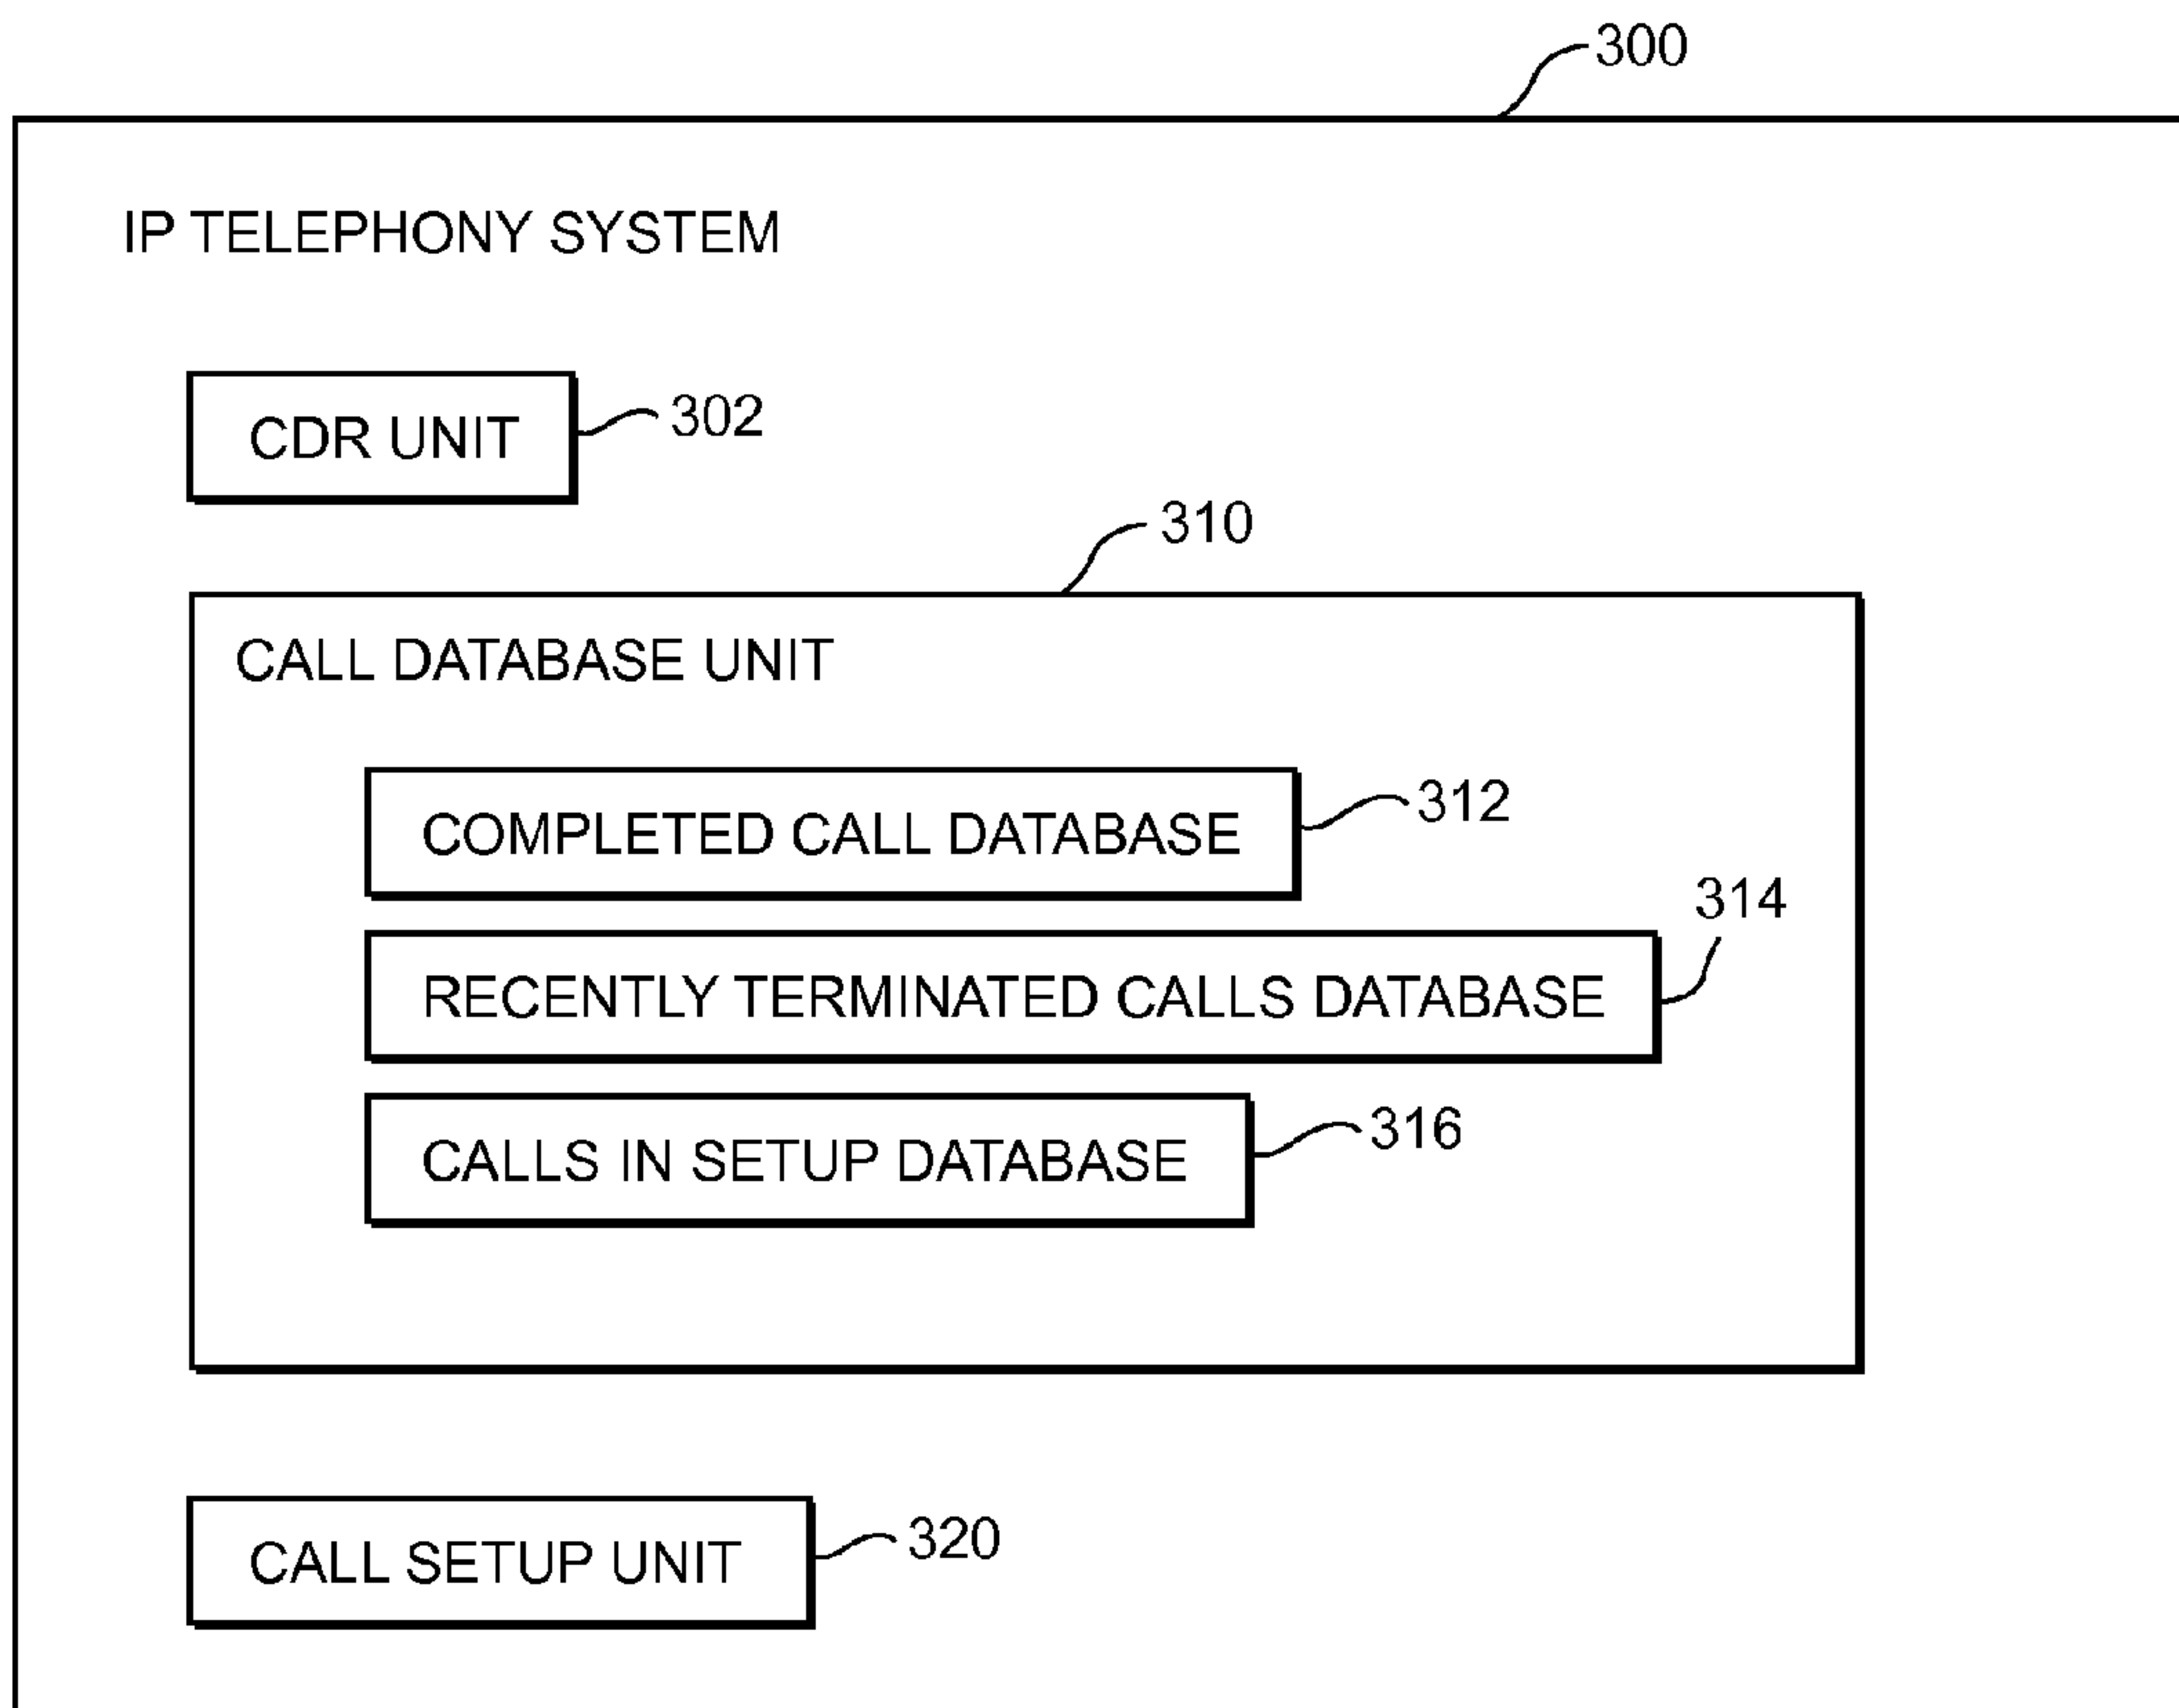 300
IP TELEPHONY SYSTEM
CDR UNIT
302
310
CALL DATABASE UNIT
COMPLETED CALL DATABASE
312
314
RECENTLY TERMINATED CALLS DATABASE
CALLS IN SETUP DATABASE
316
CALL SETUP UNIT
320